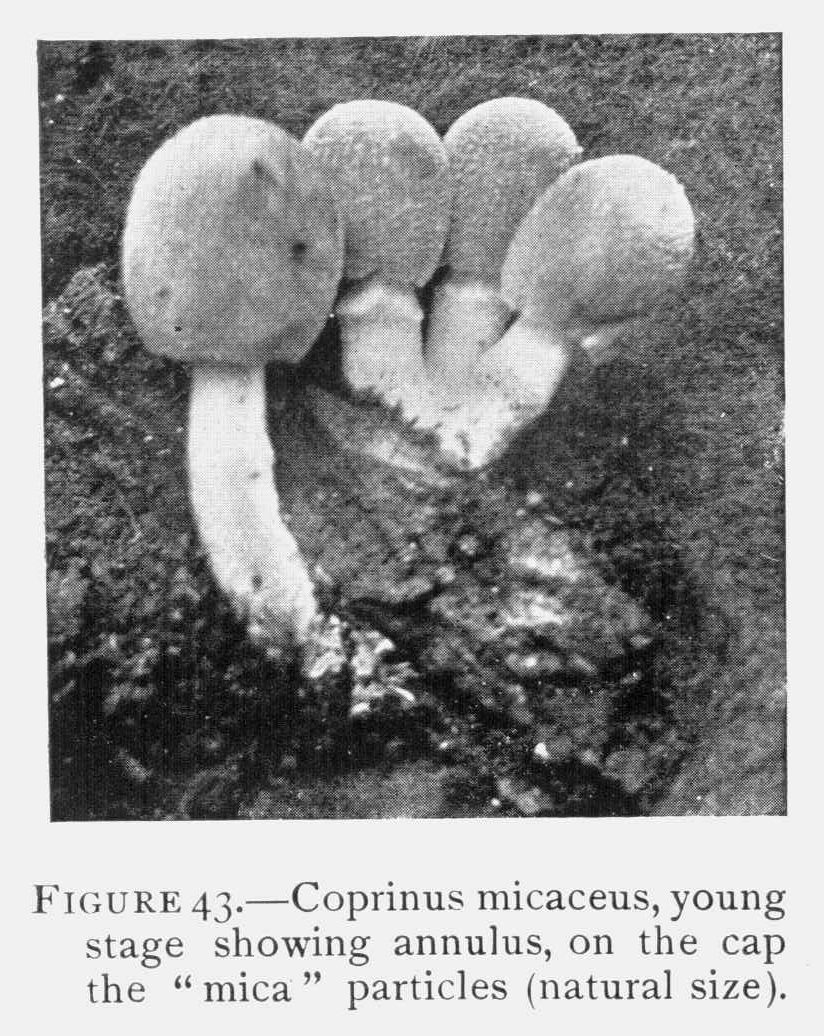 FIGURE 43.—Coprinus micaceus, young
stage showing annulus, on the cap
the “mica” particles (natural size).